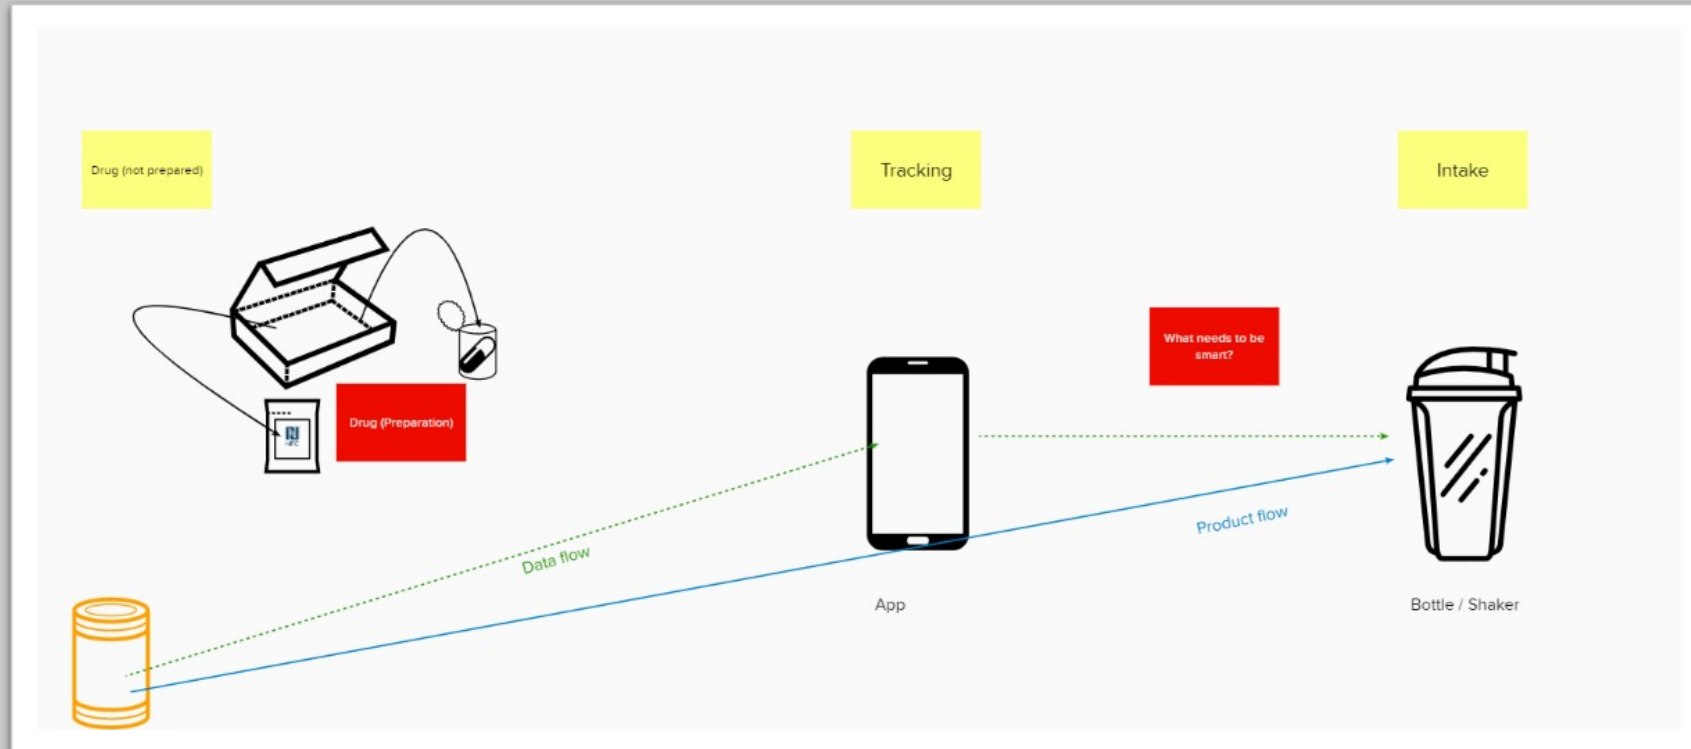 Drug (not prepared)
Tracking
Intake
What needs to be
smart?
Drug (Preparation)
NFC
Data flow
Product flow
App
Bottle / Shaker